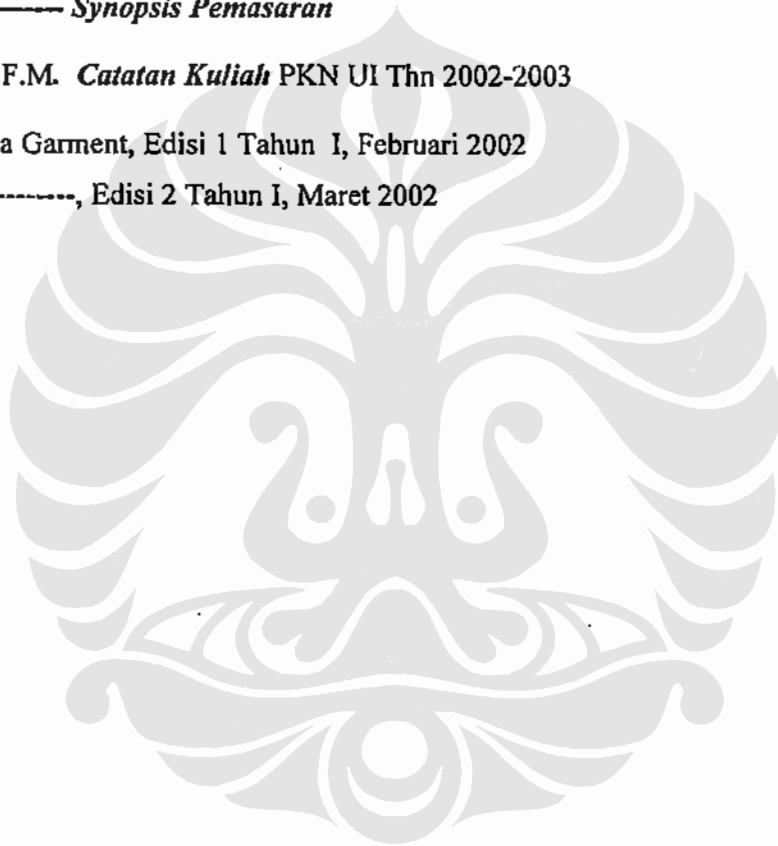 ------- Synopsis Pemasaran
F.M. Catatan Kuliah PKN UI Thn 2002-2003
a Garment, Edisi 1 Tahun I, Februari 2002
--------, Edisi 2 Tahun I, Maret 2002